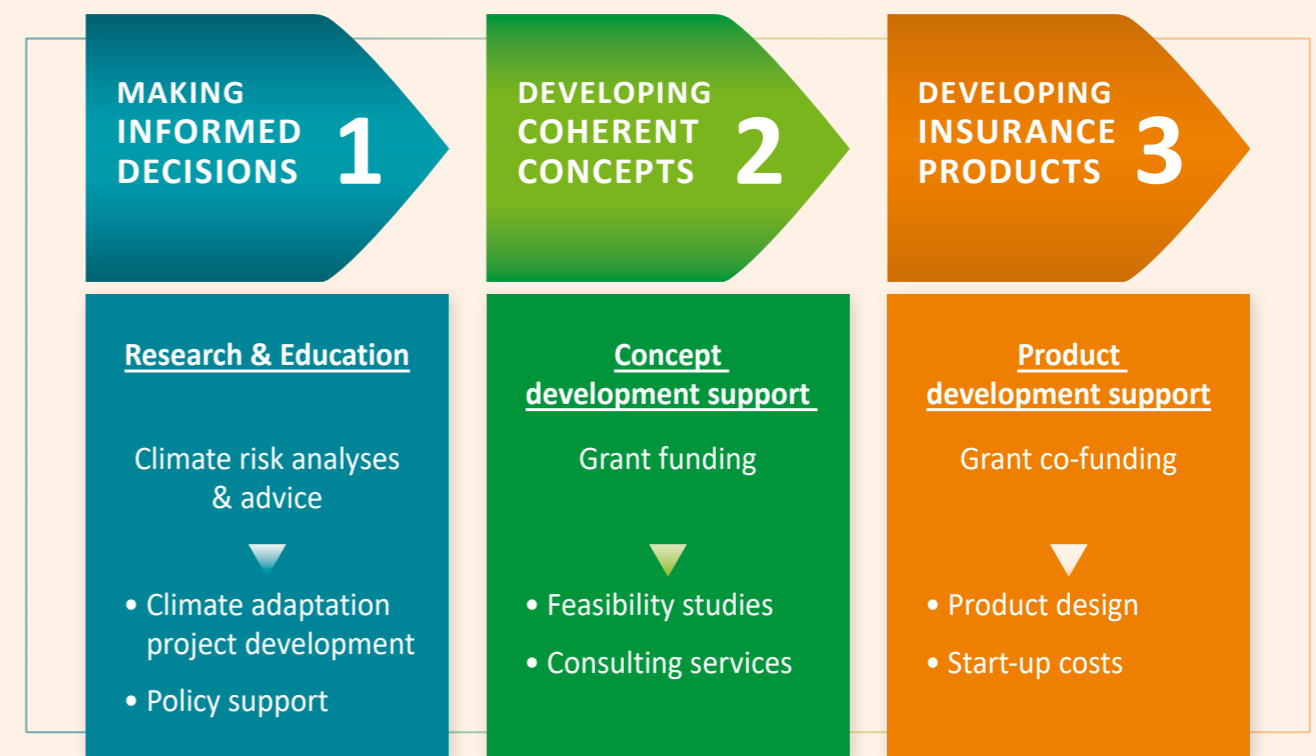 MAKING
INFORMED
DECISIONS
1
Research & Education
Climate risk analyses
& advice
• Climate adaptation
project development
• Policy support
DEVELOPING
COHERENT
CONCEPTS
2
Concept
development support
Grant funding
• Feasibility studies
• Consulting services
DEVELOPING
INSURANCE
PRODUCTS
3
Product
development support
Grant co-funding
• Product design
• Start-up costs